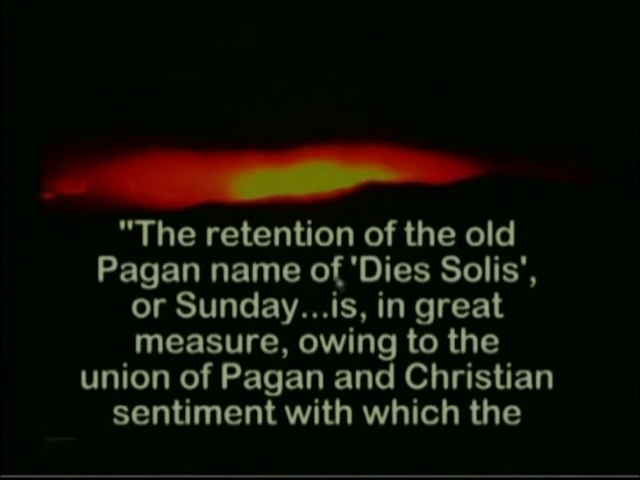 "The retention of the old
Pagan name of 'Dies Solis',
or Sunday...is, in great
measure, owing to the
union of Pagan and Christian
sentiment with which the